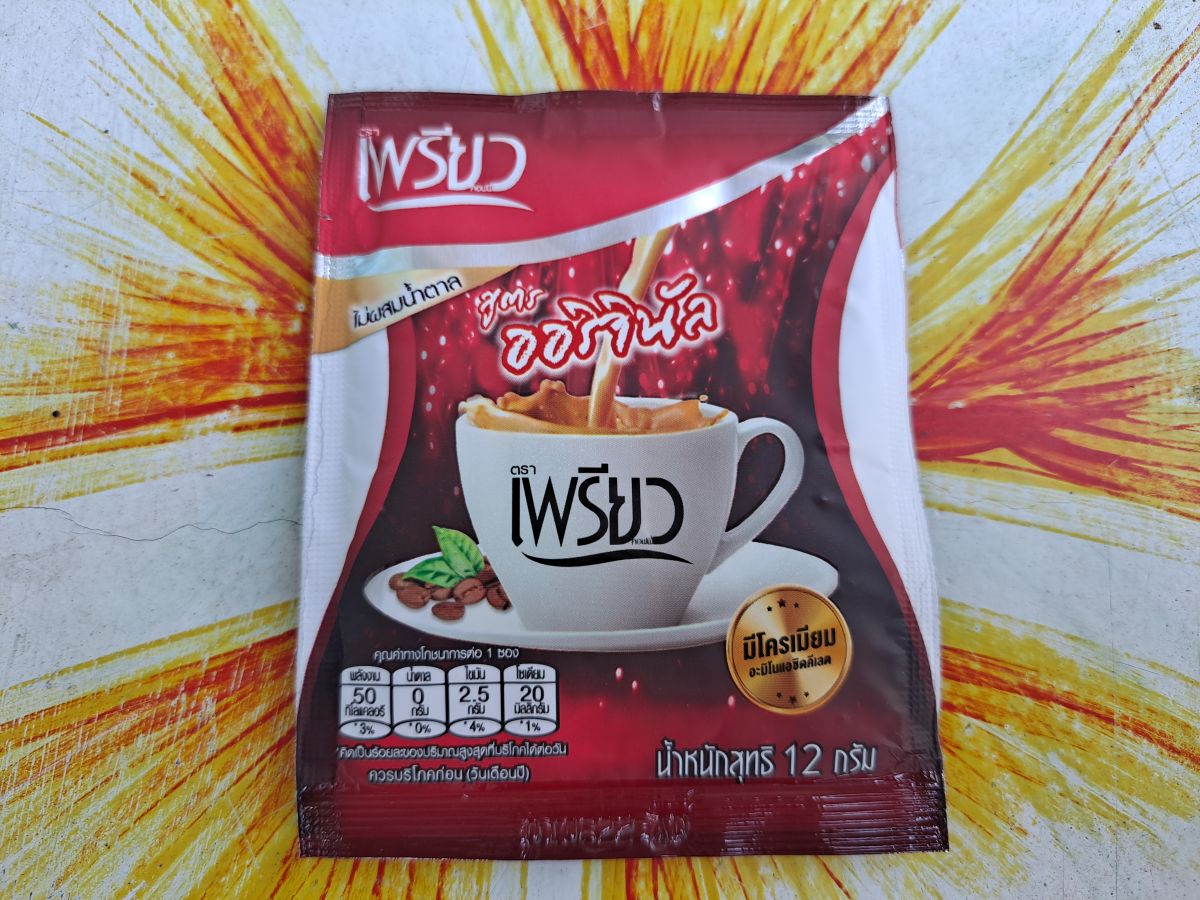 ตรา
เพรียว
คอฟฟี่
ไม่ผสมน้ำตาล
สูตร
ออริจินัล
ตรา
เพรียว
คอฟฟี่
มีโครเมียม
อะมิโนแอซิดคีเลต
คุณค่าทางโภชนาการต่อ 1 ซอง
พลังงาน น้ำตาล ไขมัน โซเดียม
50 0 2.5 20
กิโลแคลอรี กรัม กรัม มิลลิกรัม
*3% *0% *4% *1%
*คิดเป็นร้อยละของปริมาณสูงสุดที่บริโภคได้ต่อวัน
ควรบริโภคก่อน (วันเดือนปี)
น้ำหนักสุทธิ 12 กรัม